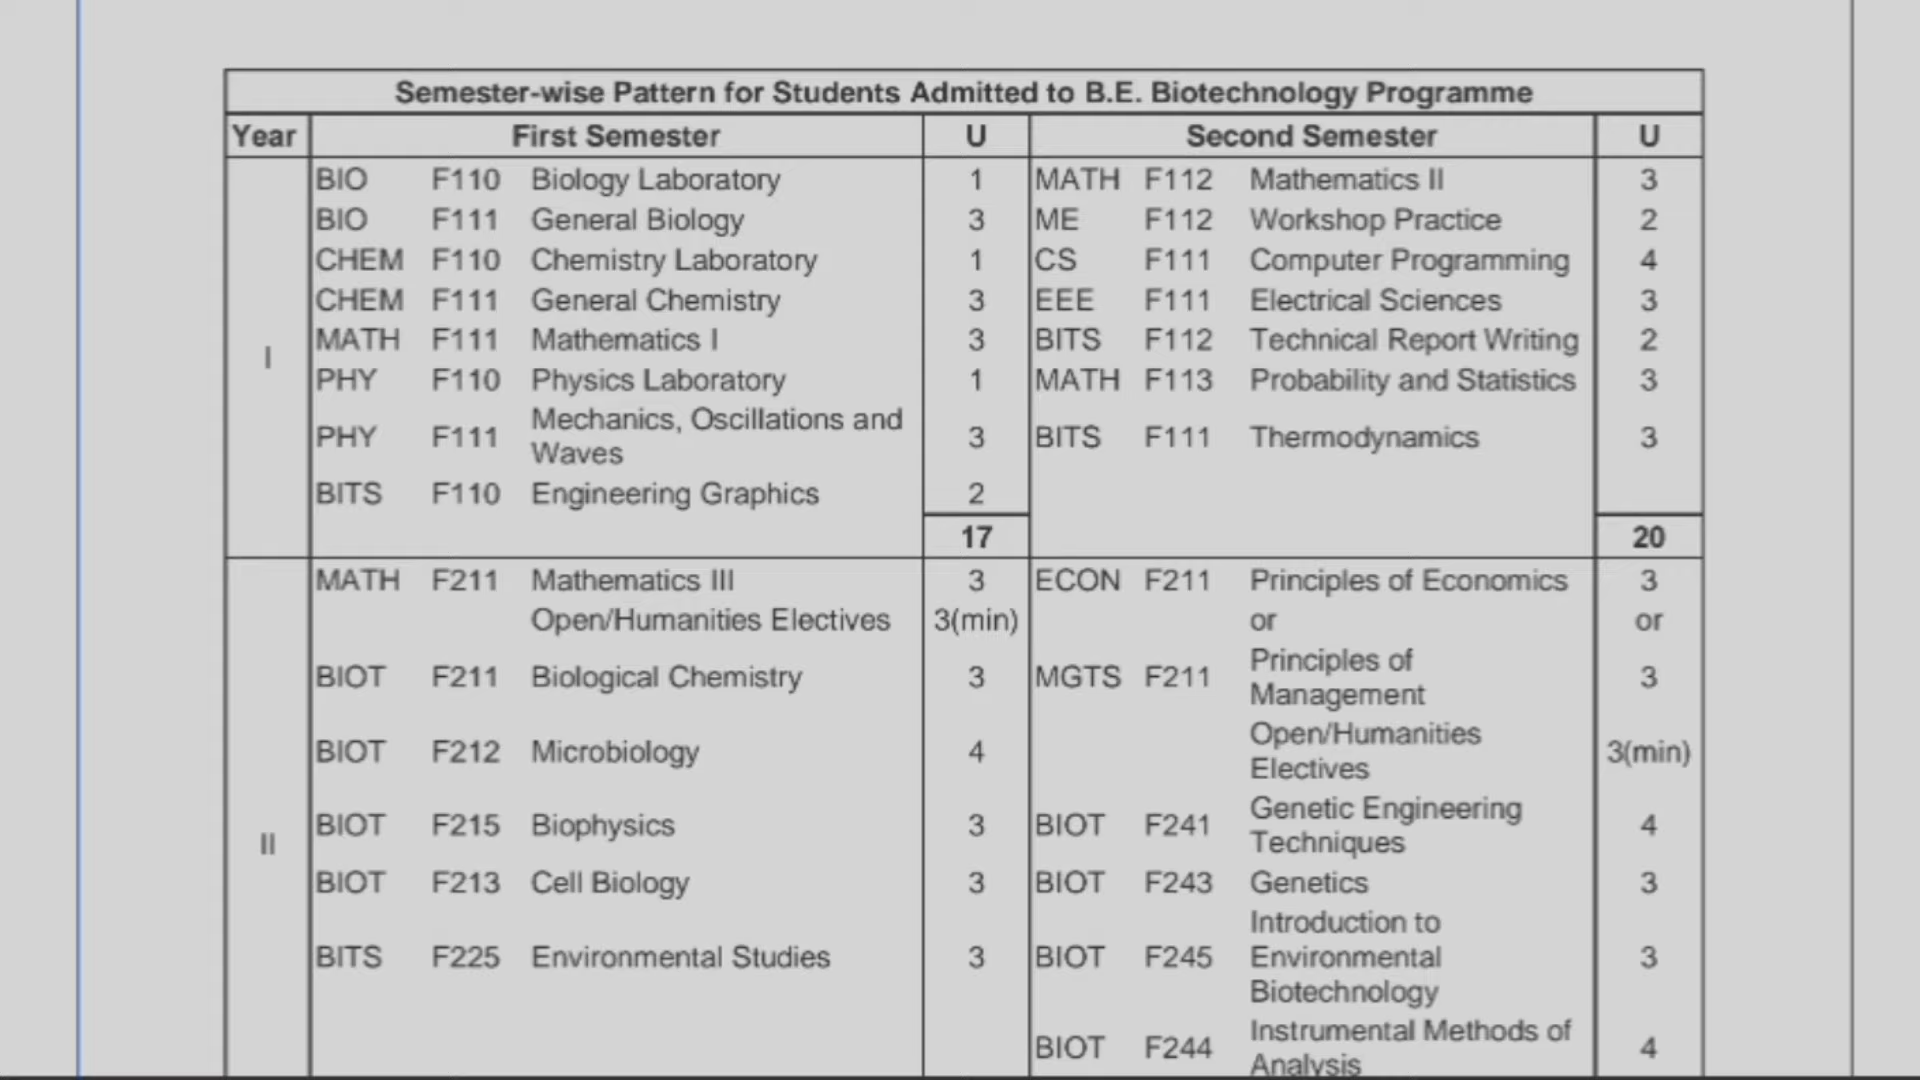 Semester-wise Pattern for Students Admitted to B.E. Biotechnology Programme
Year First Semester U Second Semester U
I
BIO F110 Biology Laboratory 1 MATH F112 Mathematics II 3
BIO F111 General Biology 3 ME F112 Workshop Practice 2
CHEM F110 Chemistry Laboratory 1 CS F111 Computer Programming 4
CHEM F111 General Chemistry 3 EEE F111 Electrical Sciences 3
MATH F111 Mathematics I 3 BITS F112 Technical Report Writing 2
PHY F110 Physics Laboratory 1 MATH F113 Probability and Statistics 3
PHY F111 Mechanics, Oscillations and Waves 3 BITS F111 Thermodynamics 3
BITS F110 Engineering Graphics 2
17 20
II
MATH F211 Mathematics III 3 ECON F211 Principles of Economics 3
Open/Humanities Electives 3(min) or or
BIOT F211 Biological Chemistry 3 MGTS F211 Principles of Management 3
BIOT F212 Microbiology 4 Open/Humanities Electives 3(min)
BIOT F215 Biophysics 3 BIOT F241 Genetic Engineering Techniques 4
BIOT F213 Cell Biology 3 BIOT F243 Genetics 3
BITS F225 Environmental Studies 3 BIOT F245 Introduction to Environmental Biotechnology 3
BIOT F244 Instrumental Methods of Analysis 4